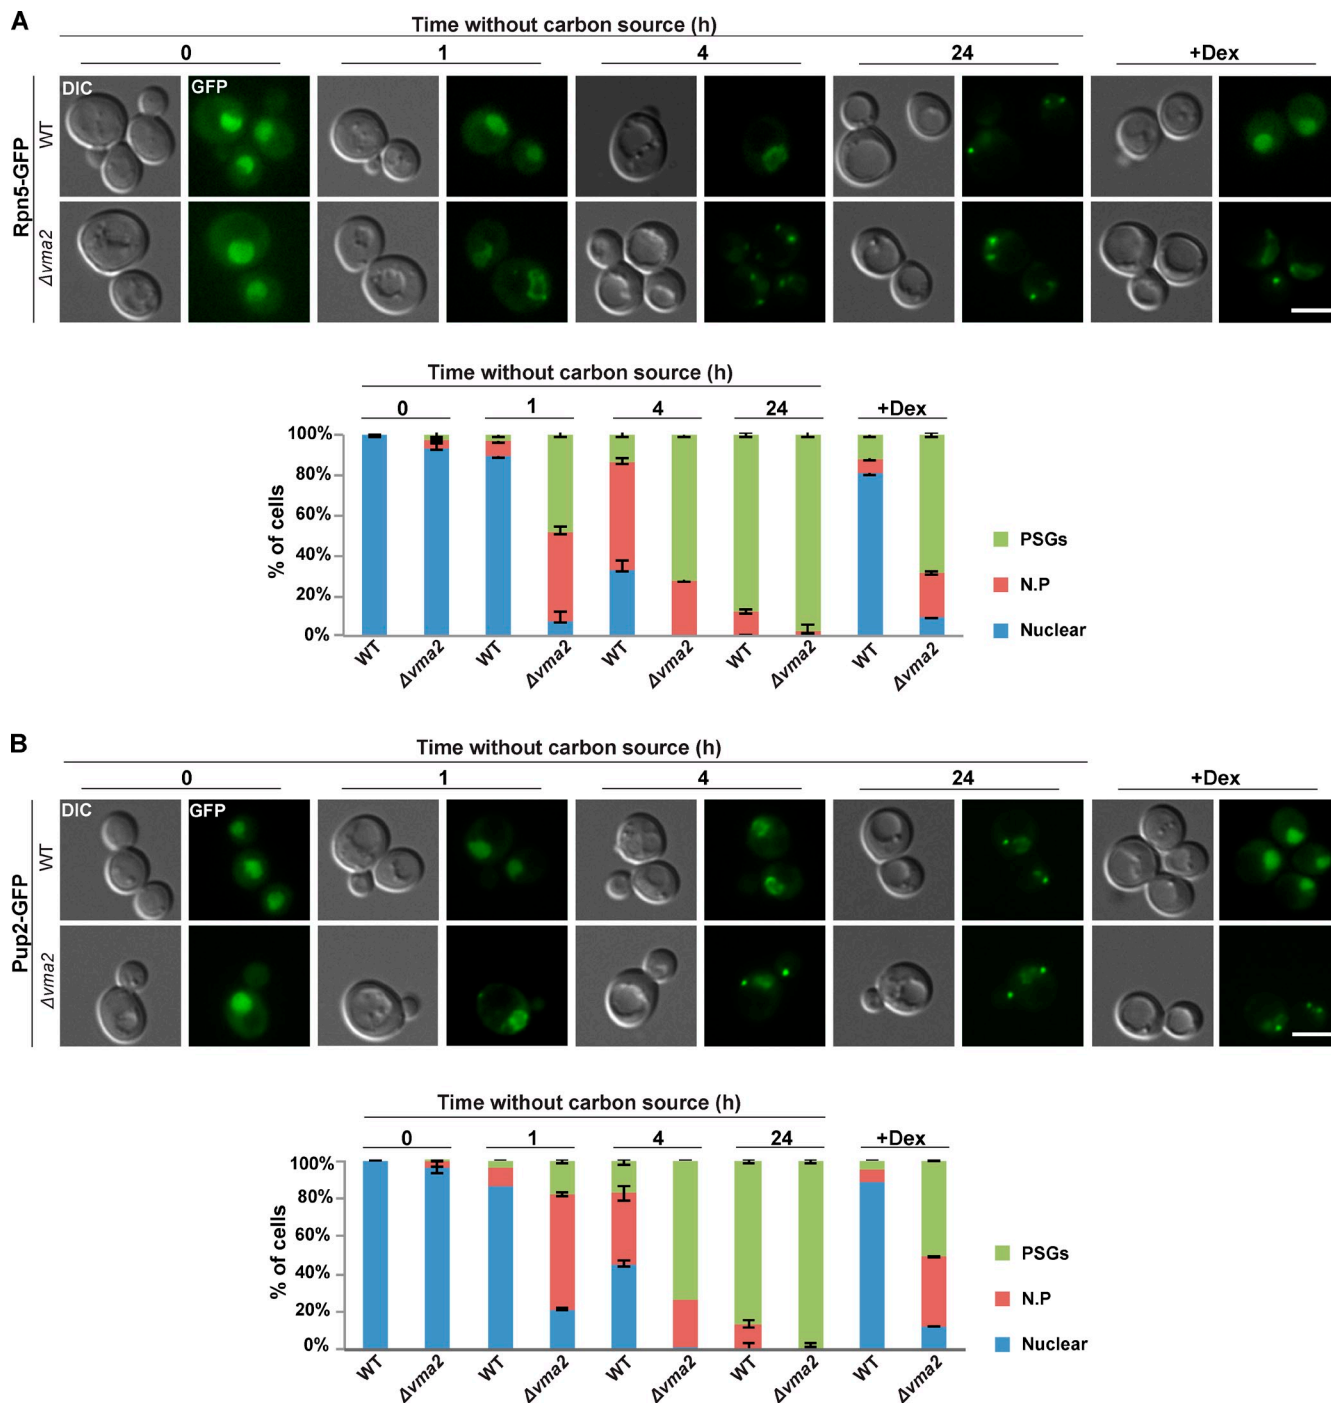 A
Time without carbon source (h)
0 1 4 24 +Dex
DIC GFP
Rpn5-GFP
WT
Δvma2
Time without carbon source (h)
0 1 4 24 +Dex
100%
80%
60%
40%
20%
0%
% of cells
PSGs
N.P
Nuclear
WT Δvma2 WT Δvma2 WT Δvma2 WT Δvma2 WT Δvma2
B
Time without carbon source (h)
0 1 4 24 +Dex
DIC GFP
Pup2-GFP
WT
Δvma2
Time without carbon source (h)
0 1 4 24 +Dex
100%
80%
60%
40%
20%
0%
% of cells
PSGs
N.P
Nuclear
WT Δvma2 WT Δvma2 WT Δvma2 WT Δvma2 WT Δvma2